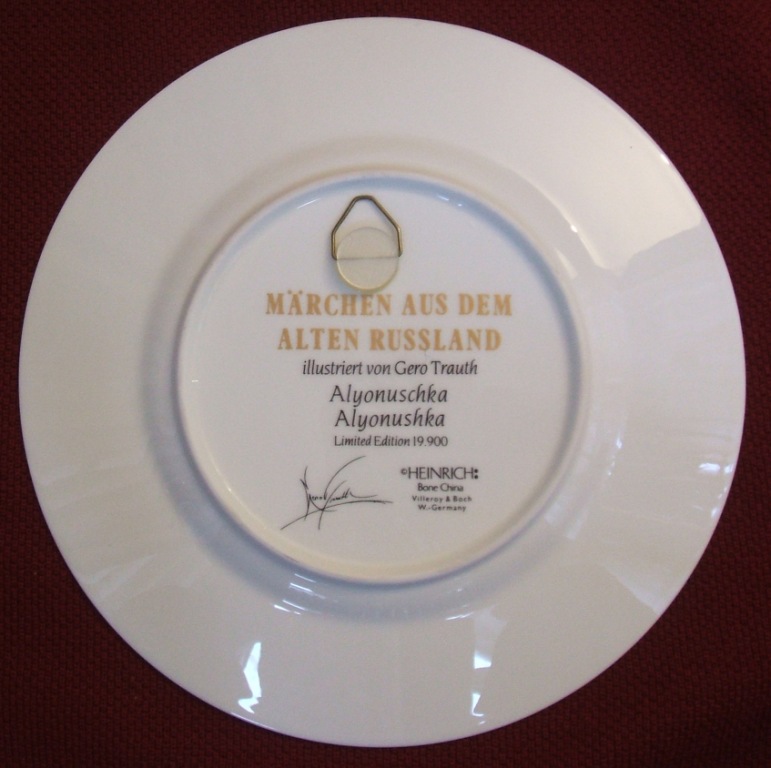 MÄRCHEN AUS DEM
ALTEN RUSSLAND
illustriert von Gero Trauth
Alyonuschka
Alyonushka
Limited Edition 19.900
©HEINRICH:
Bone China
Villeroy & Boch
W.-Germany